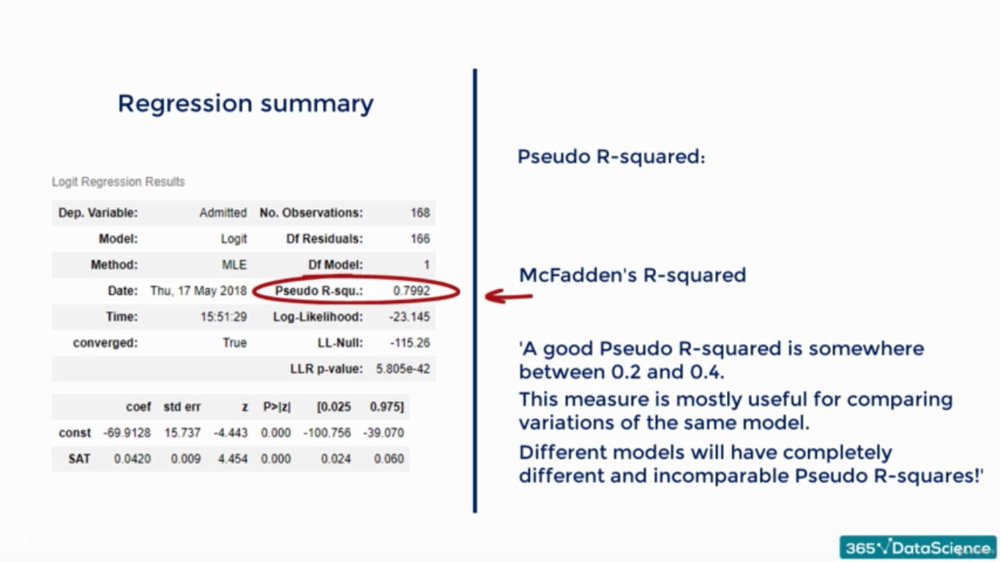 Regression summary
Logit Regression Results
Dep. Variable: Admitted No. Observations: 168
Model: Logit Df Residuals: 166
Method: MLE Df Model: 1
Date: Thu, 17 May 2018 Pseudo R-squ.: 0.7992
Time: 15:51:29 Log-Likelihood: -23.145
converged: True LL-Null: -115.26
LLR p-value: 5.805e-42
coef std err z P>|z| [0.025 0.975]
const -69.9128 15.737 -4.443 0.000 -100.756 -39.070
SAT 0.0420 0.009 4.454 0.000 0.024 0.060
Pseudo R-squared:
McFadden's R-squared
'A good Pseudo R-squared is somewhere
between 0.2 and 0.4.
This measure is mostly useful for comparing
variations of the same model.
Different models will have completely
different and incomparable Pseudo R-squares!'
365 DataScience